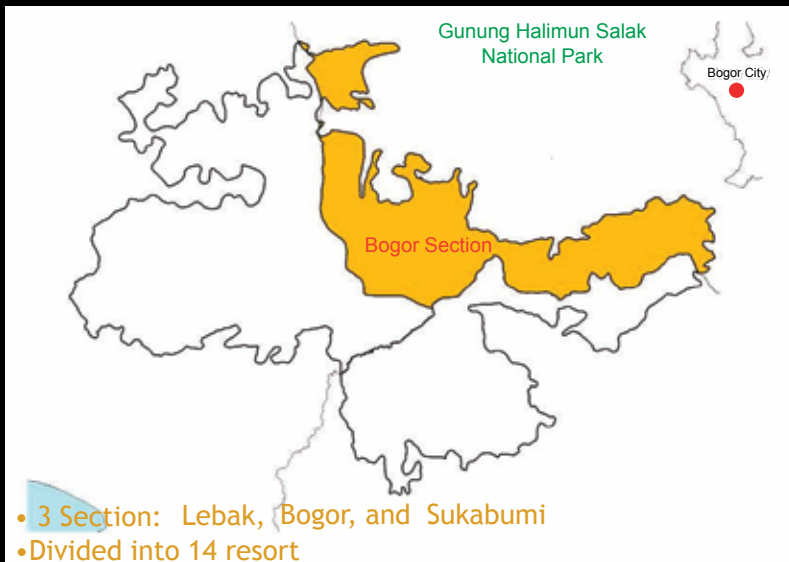 Gunung Halimun Salak
National Park
Bogor City
Bogor Section
• 3 Section: Lebak, Bogor, and Sukabumi
•Divided into 14 resort